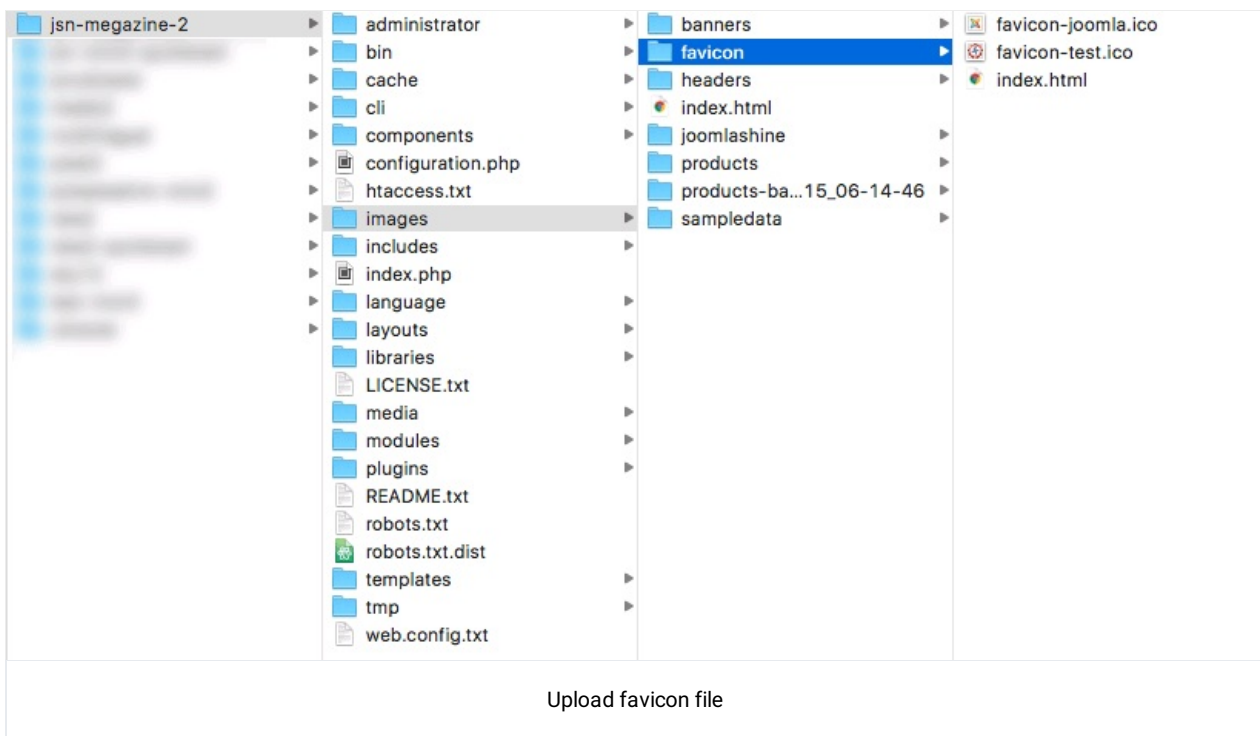 jsn-megazine-2
administrator
bin
cache
cli
components
configuration.php
htaccess.txt
images
includes
index.php
language
layouts
libraries
LICENSE.txt
media
modules
plugins
README.txt
robots.txt
robots.txt.dist
templates
tmp
web.config.txt
banners
favicon
headers
index.html
joomlashine
products
products-ba...15_06-14-46
sampledata
favicon-joomla.ico
favicon-test.ico
index.html
Upload favicon file